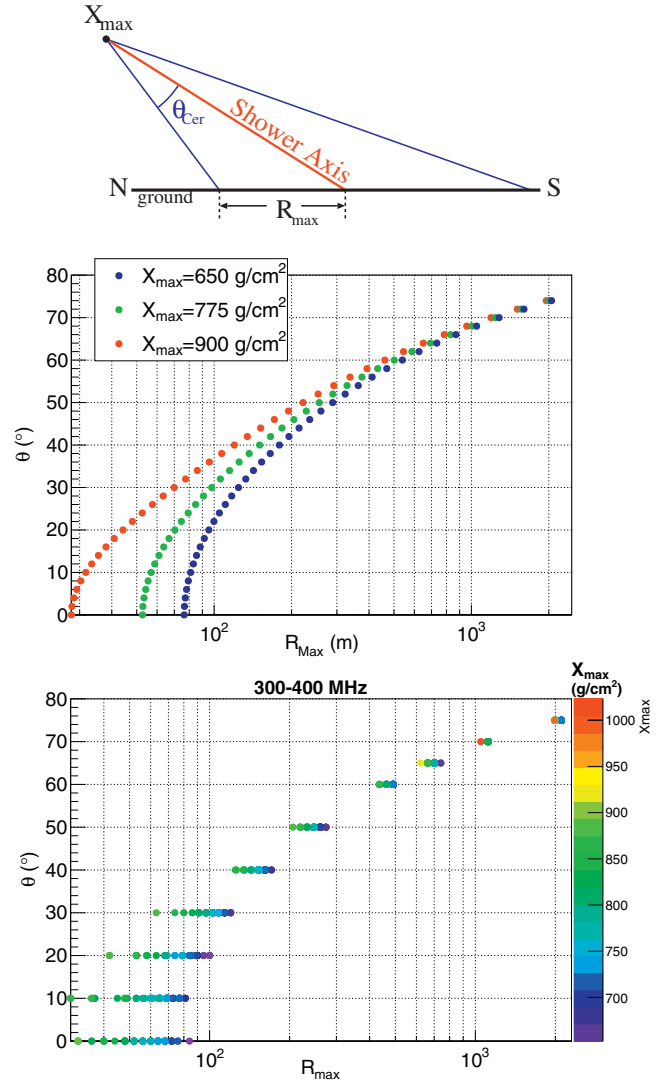 X_max
θ_Cer
Shower Axis
N
ground
S
R_max
X_max=650 g/cm²
X_max=775 g/cm²
X_max=900 g/cm²
80
70
60
50
40
30
20
10
0
θ (°)
10²
10³
R_Max (m)
300-400 MHz
X_max
(g/cm²)
80
70
60
50
40
30
20
10
0
θ (°)
10²
10³
R_max
1000
950
900
850
800
750
700
Xmax